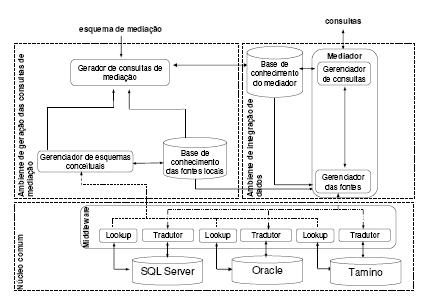 consultas
esquema de mediação
Ambiente de geração das consultas de
mediação
Gerador de consultas de
mediação
Gerenciador de esquemas
conceituais
Base de
conhecimento
das fontes locais
Ambiente de integração de
dados
Base de
conhecimento
do mediador
Mediador
Gerenciador
de consultas
Gerenciador
das fontes
Núcleo comum
Middleware
Lookup
Tradutor
Lookup
Tradutor
Lookup
Tradutor
SQL Server
Oracle
Tamino